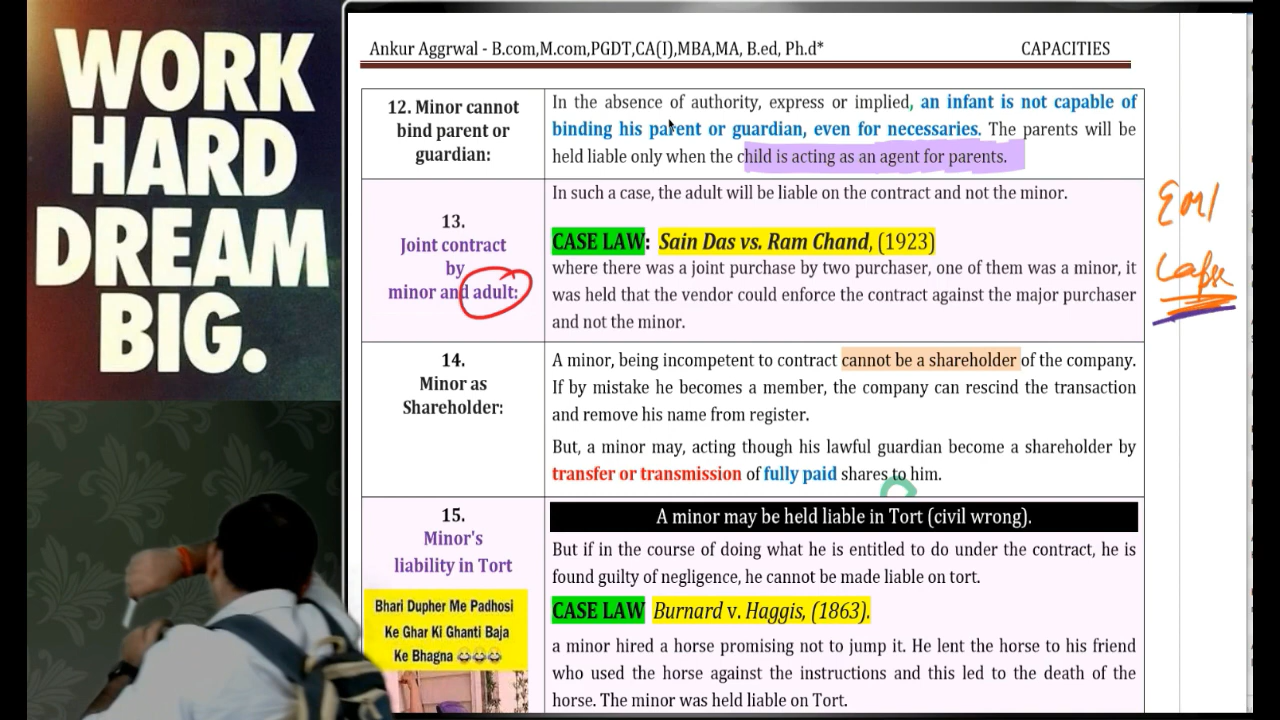 WORK
HARD
DREAM
BIG.
Ankur Aggrwal - B.com,M.com,PGDT,CA(I),MBA,MA, B.ed, Ph.d*
CAPACITIES
12. Minor cannot
bind parent or
guardian:
In the absence of authority, express or implied, an infant is not capable of
binding his parent or guardian, even for necessaries. The parents will be
held liable only when the child is acting as an agent for parents.
13.
Joint contract
by
minor and adult:
In such a case, the adult will be liable on the contract and not the minor.
CASE LAW: Sain Das vs. Ram Chand, (1923)
where there was a joint purchase by two purchaser, one of them was a minor, it
was held that the vendor could enforce the contract against the major purchaser
and not the minor.
14.
Minor as
Shareholder:
A minor, being incompetent to contract cannot be a shareholder of the company.
If by mistake he becomes a member, the company can rescind the transaction
and remove his name from register.
But, a minor may, acting though his lawful guardian become a shareholder by
transfer or transmission of fully paid shares to him.
15.
Minor's
liability in Tort
A minor may be held liable in Tort (civil wrong).
But if in the course of doing what he is entitled to do under the contract, he is
found guilty of negligence, he cannot be made liable on tort.
CASE LAW Burnard v. Haggis, (1863).
a minor hired a horse promising not to jump it. He lent the horse to his friend
who used the horse against the instructions and this led to the death of the
horse. The minor was held liable on Tort.
Bhari Dupher Me Padhosi
Ke Ghar Ki Ghanti Baja
Ke Bhagna 😂😂😂